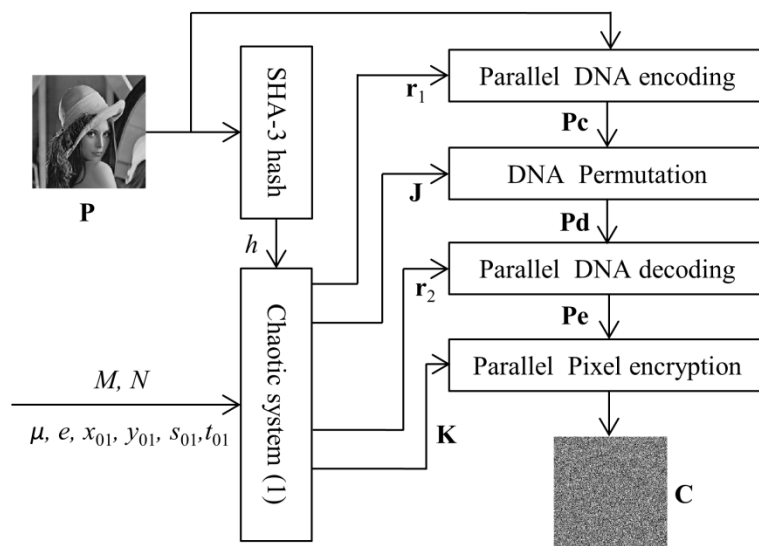 SHA-3 hash
P
h
Chaotic system (1)
M, N
μ, e, x₀₁, y₀₁, s₀₁,t₀₁
r₁
Parallel DNA encoding
Pc
J
DNA Permutation
Pd
r₂
Parallel DNA decoding
Pe
Parallel Pixel encryption
K
C